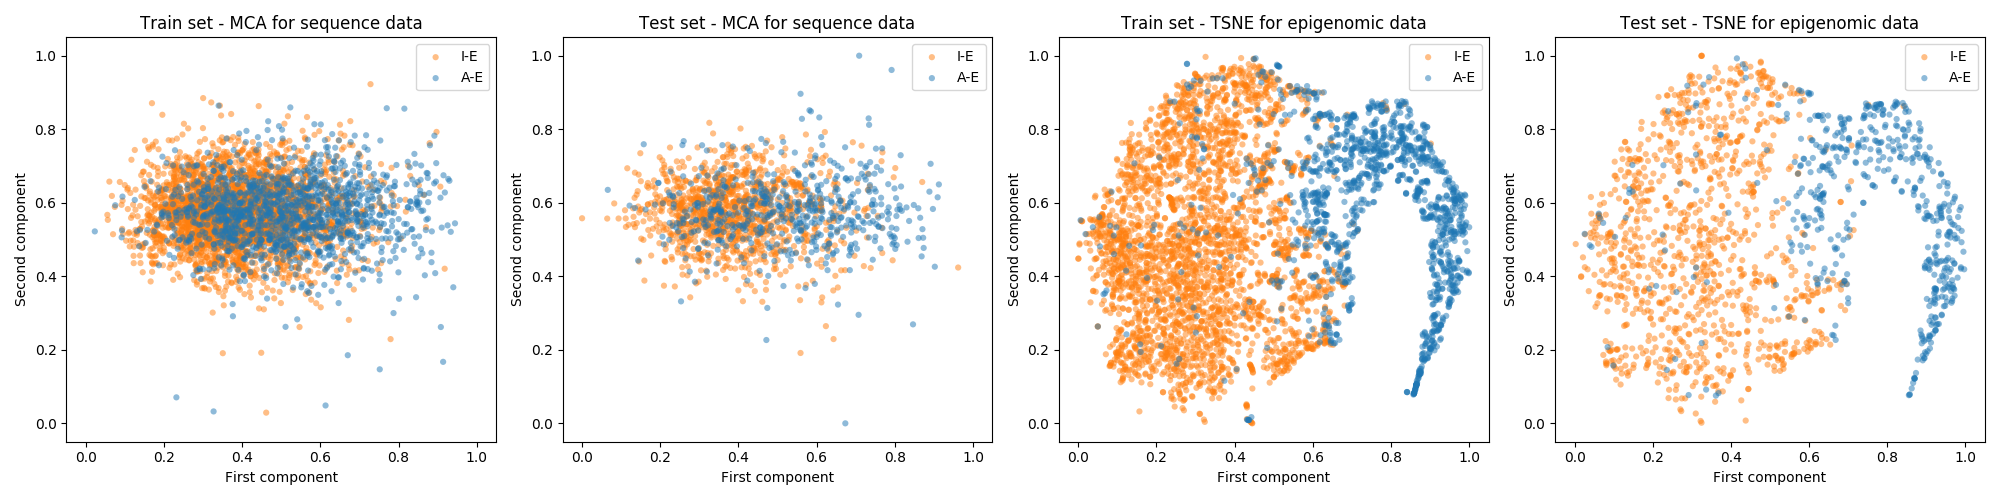 Train set - MCA for sequence data
I-E
A-E
1.0
0.8
0.6
0.4
0.2
0.0
Second component
0.0 0.2 0.4 0.6 0.8 1.0
First component
Test set - MCA for sequence data
I-E
A-E
1.0
0.8
0.6
0.4
0.2
0.0
Second component
0.0 0.2 0.4 0.6 0.8 1.0
First component
Train set - TSNE for epigenomic data
I-E
A-E
1.0
0.8
0.6
0.4
0.2
0.0
Second component
0.0 0.2 0.4 0.6 0.8 1.0
First component
Test set - TSNE for epigenomic data
I-E
A-E
1.0
0.8
0.6
0.4
0.2
0.0
Second component
0.0 0.2 0.4 0.6 0.8 1.0
First component